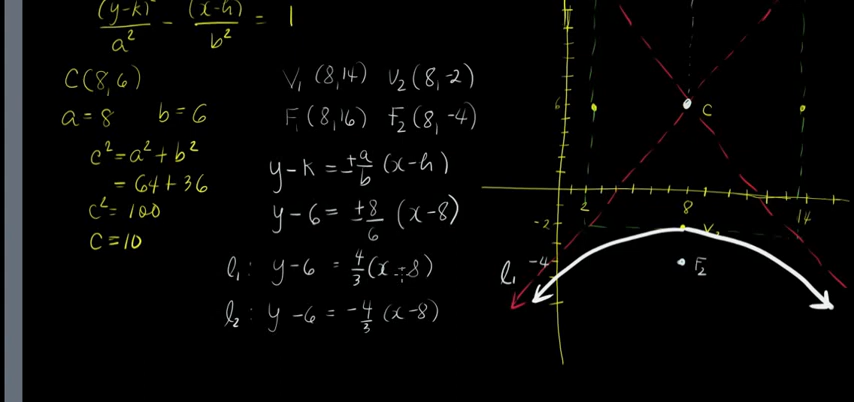 (y-k)²/a² - (x-h)²/b² = 1
C(8,6)
a=8 b=6
c²=a²+b²
= 64+36
c²=100
c=10
V₁ (8,14) V₂ (8,-2)
F₁(8,16) F₂(8,-4)
y-k = ±a/b (x-h)
y-6 = ±8/6 (x-8)
l₁: y-6 = 4/3(x-8)
l₂: y-6 = -4/3 (x-8)
6 C
2 8 14
-2 V₂
-4 F₂
l₁